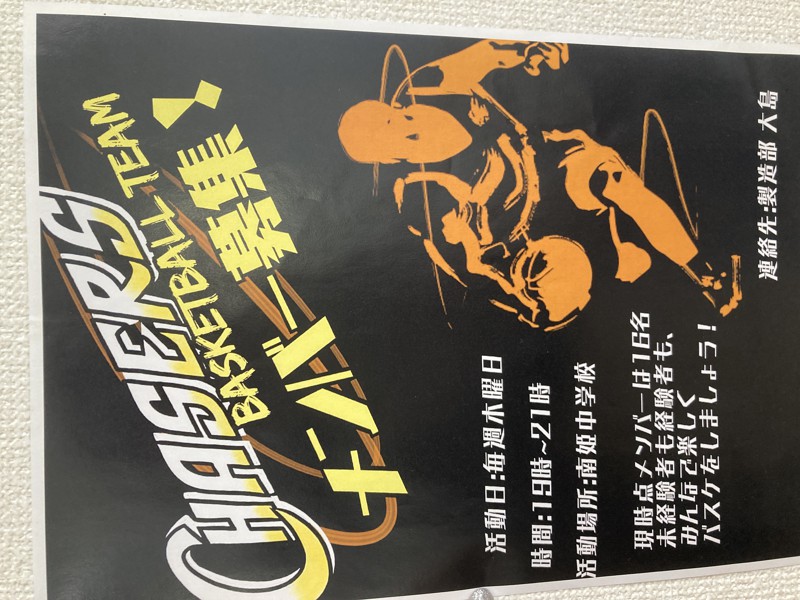 CHASERS
BASKETBALL TEAM
メンバー募集！
活動日:毎週木曜日
時間:19時~21時
活動場所:南姫中学校
現時点メンバーは16名
未経験者も経験者も、
みんなで楽しく
バスケをしましょう!
連絡先:製造部 大島